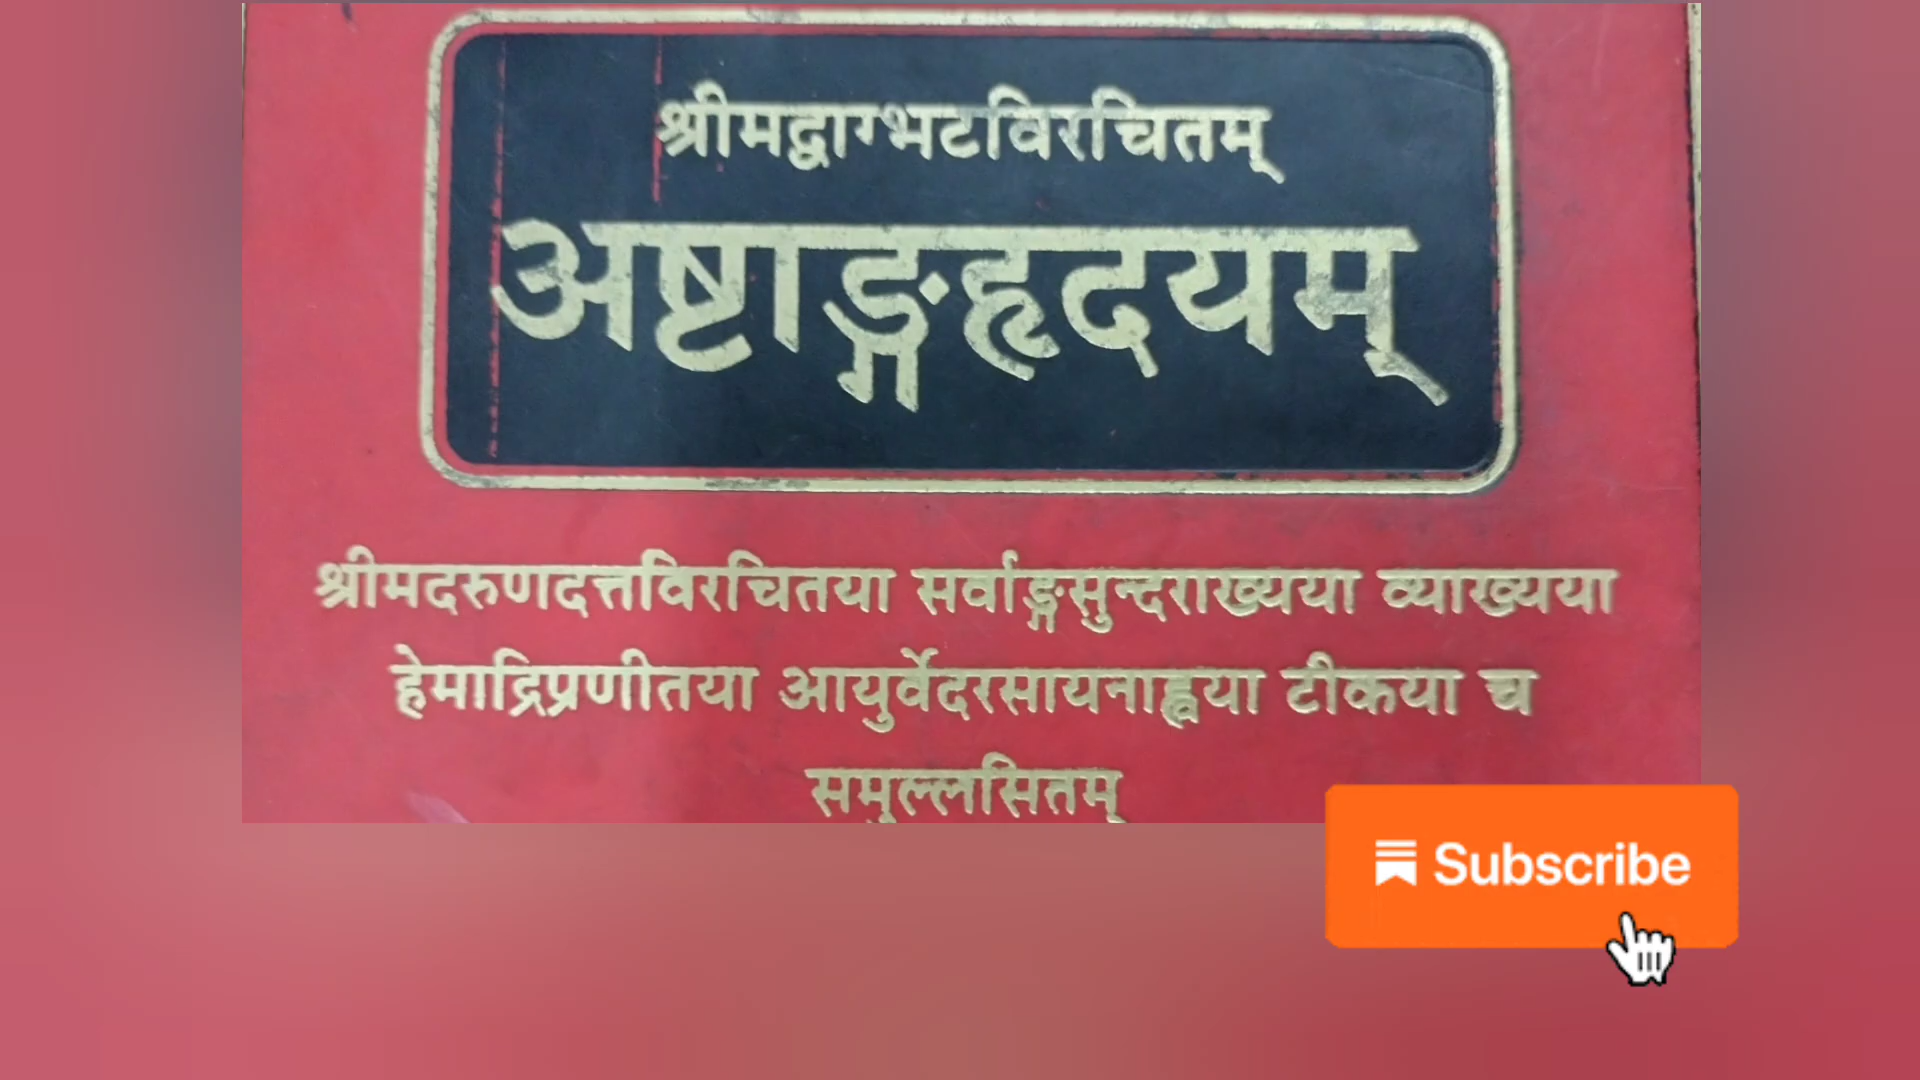 श्रीमद्वाग्भटविरचितम्
अष्टाङ्गहृदयम्
श्रीमदरुणदत्तविरचितया सर्वाङ्गसुन्दराख्यया व्याख्यया
हेमाद्रिप्रणीतया आयुर्वेदरसायनाह्वया टीकया च
समुल्लसितम्
Subscribe